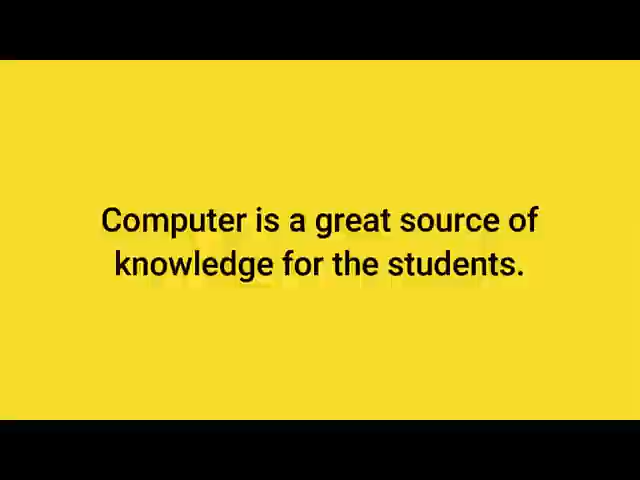 Computer is a great source of
knowledge for the students.